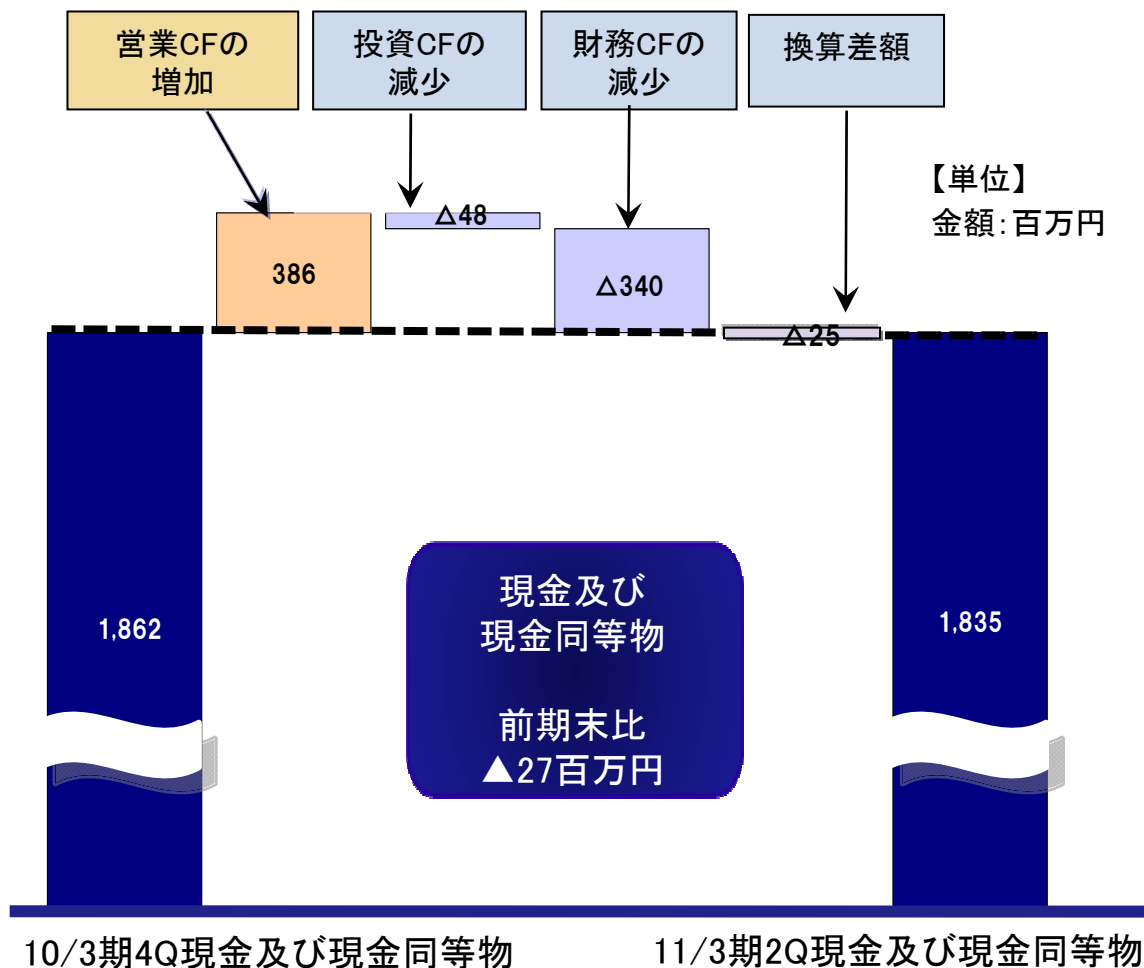 営業CFの
増加
投資CFの
減少
財務CFの
減少
換算差額
【単位】
金額：百万円
386
△48
△340
△25
1,862
1,835
現金及び
現金同等物
前期末比
▲27百万円
10/3期4Q現金及び現金同等物
11/3期2Q現金及び現金同等物